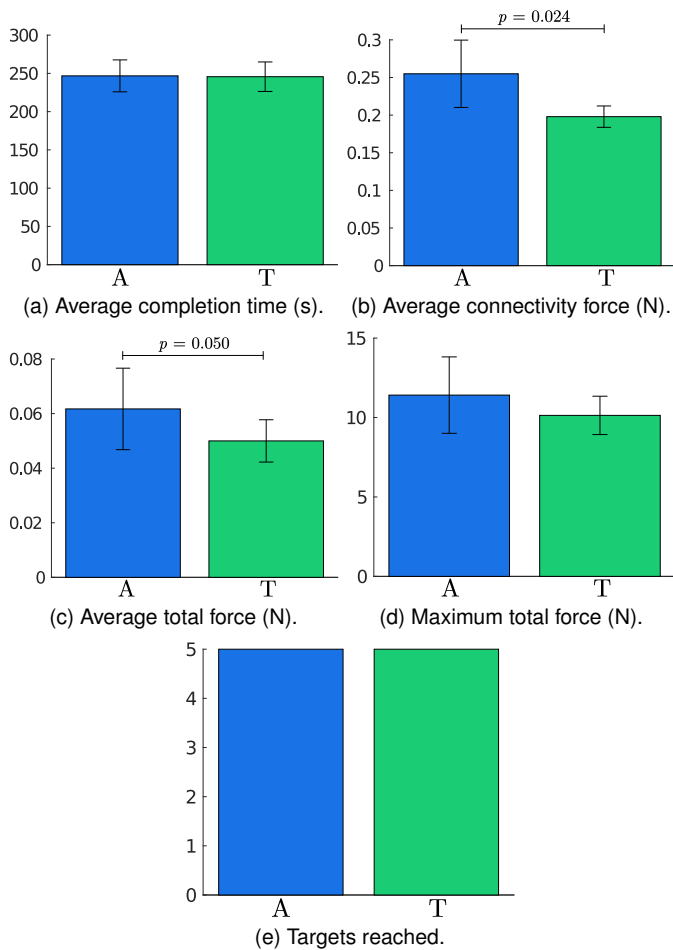 300
250
200
150
100
50
0
A T
(a) Average completion time (s).
p = 0.024
0.3
0.25
0.2
0.15
0.1
0.05
0
A T
(b) Average connectivity force (N).
p = 0.050
0.08
0.06
0.04
0.02
0
A T
(c) Average total force (N).
15
10
5
0
A T
(d) Maximum total force (N).
5
4
3
2
1
0
A T
(e) Targets reached.